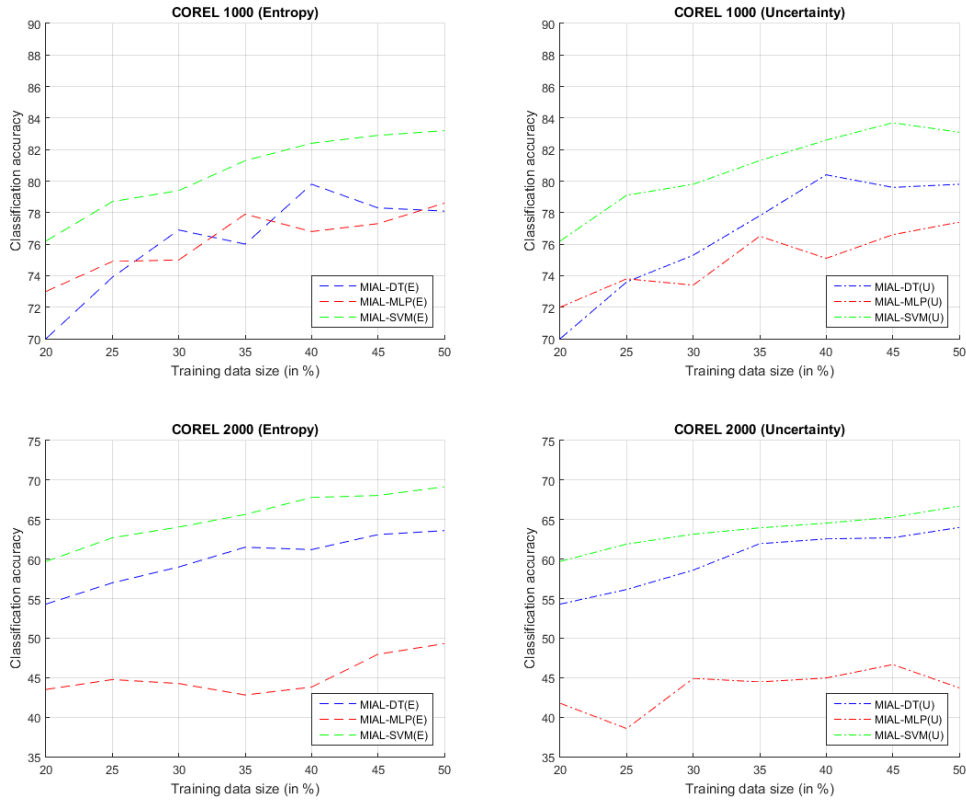 COREL 1000 (Entropy)
90
88
86
84
82
80
78
76
74
72
70
Classification accuracy
MIAL-DT(E)
MIAL-MLP(E)
MIAL-SVM(E)
20 25 30 35 40 45 50
Training data size (in %)
COREL 1000 (Uncertainty)
90
88
86
84
82
80
78
76
74
72
70
Classification accuracy
MIAL-DT(U)
MIAL-MLP(U)
MIAL-SVM(U)
20 25 30 35 40 45 50
Training data size (in %)
COREL 2000 (Entropy)
75
70
65
60
55
50
45
40
35
Classification accuracy
MIAL-DT(E)
MIAL-MLP(E)
MIAL-SVM(E)
20 25 30 35 40 45 50
Training data size (in %)
COREL 2000 (Uncertainty)
75
70
65
60
55
50
45
40
35
Classification accuracy
MIAL-DT(U)
MIAL-MLP(U)
MIAL-SVM(U)
20 25 30 35 40 45 50
Training data size (in %)